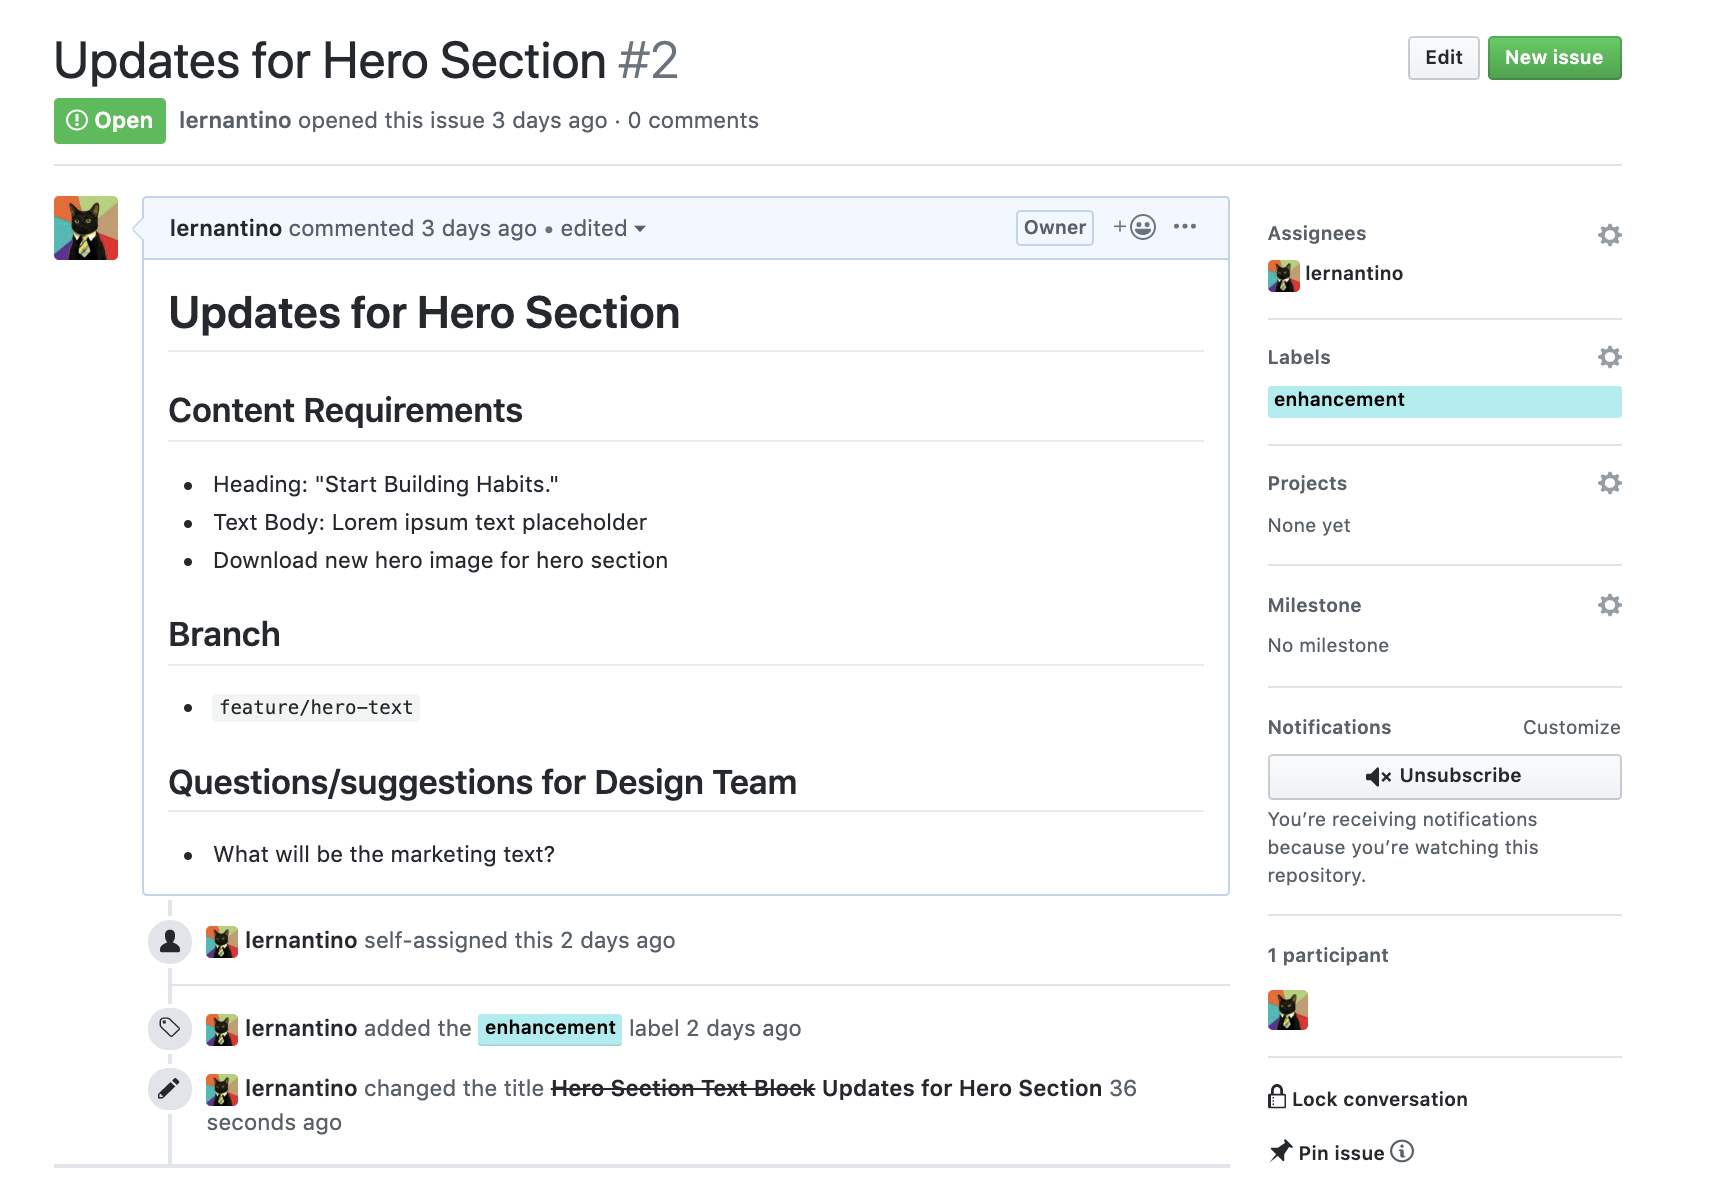 Updates for Hero Section #2
Edit
New issue
Open
lernantino opened this issue 3 days ago · 0 comments
lernantino commented 3 days ago • edited
Owner
Updates for Hero Section
Content Requirements
• Heading: "Start Building Habits."
• Text Body: Lorem ipsum text placeholder
• Download new hero image for hero section
Branch
• feature/hero-text
Questions/suggestions for Design Team
• What will be the marketing text?
lernantino self-assigned this 2 days ago
lernantino added the enhancement label 2 days ago
lernantino changed the title Hero Section Text Block Updates for Hero Section 36
seconds ago
Assignees
lernantino
Labels
enhancement
Projects
None yet
Milestone
No milestone
Notifications
Customize
Unsubscribe
You’re receiving notifications
because you’re watching this
repository.
1 participant
Lock conversation
Pin issue